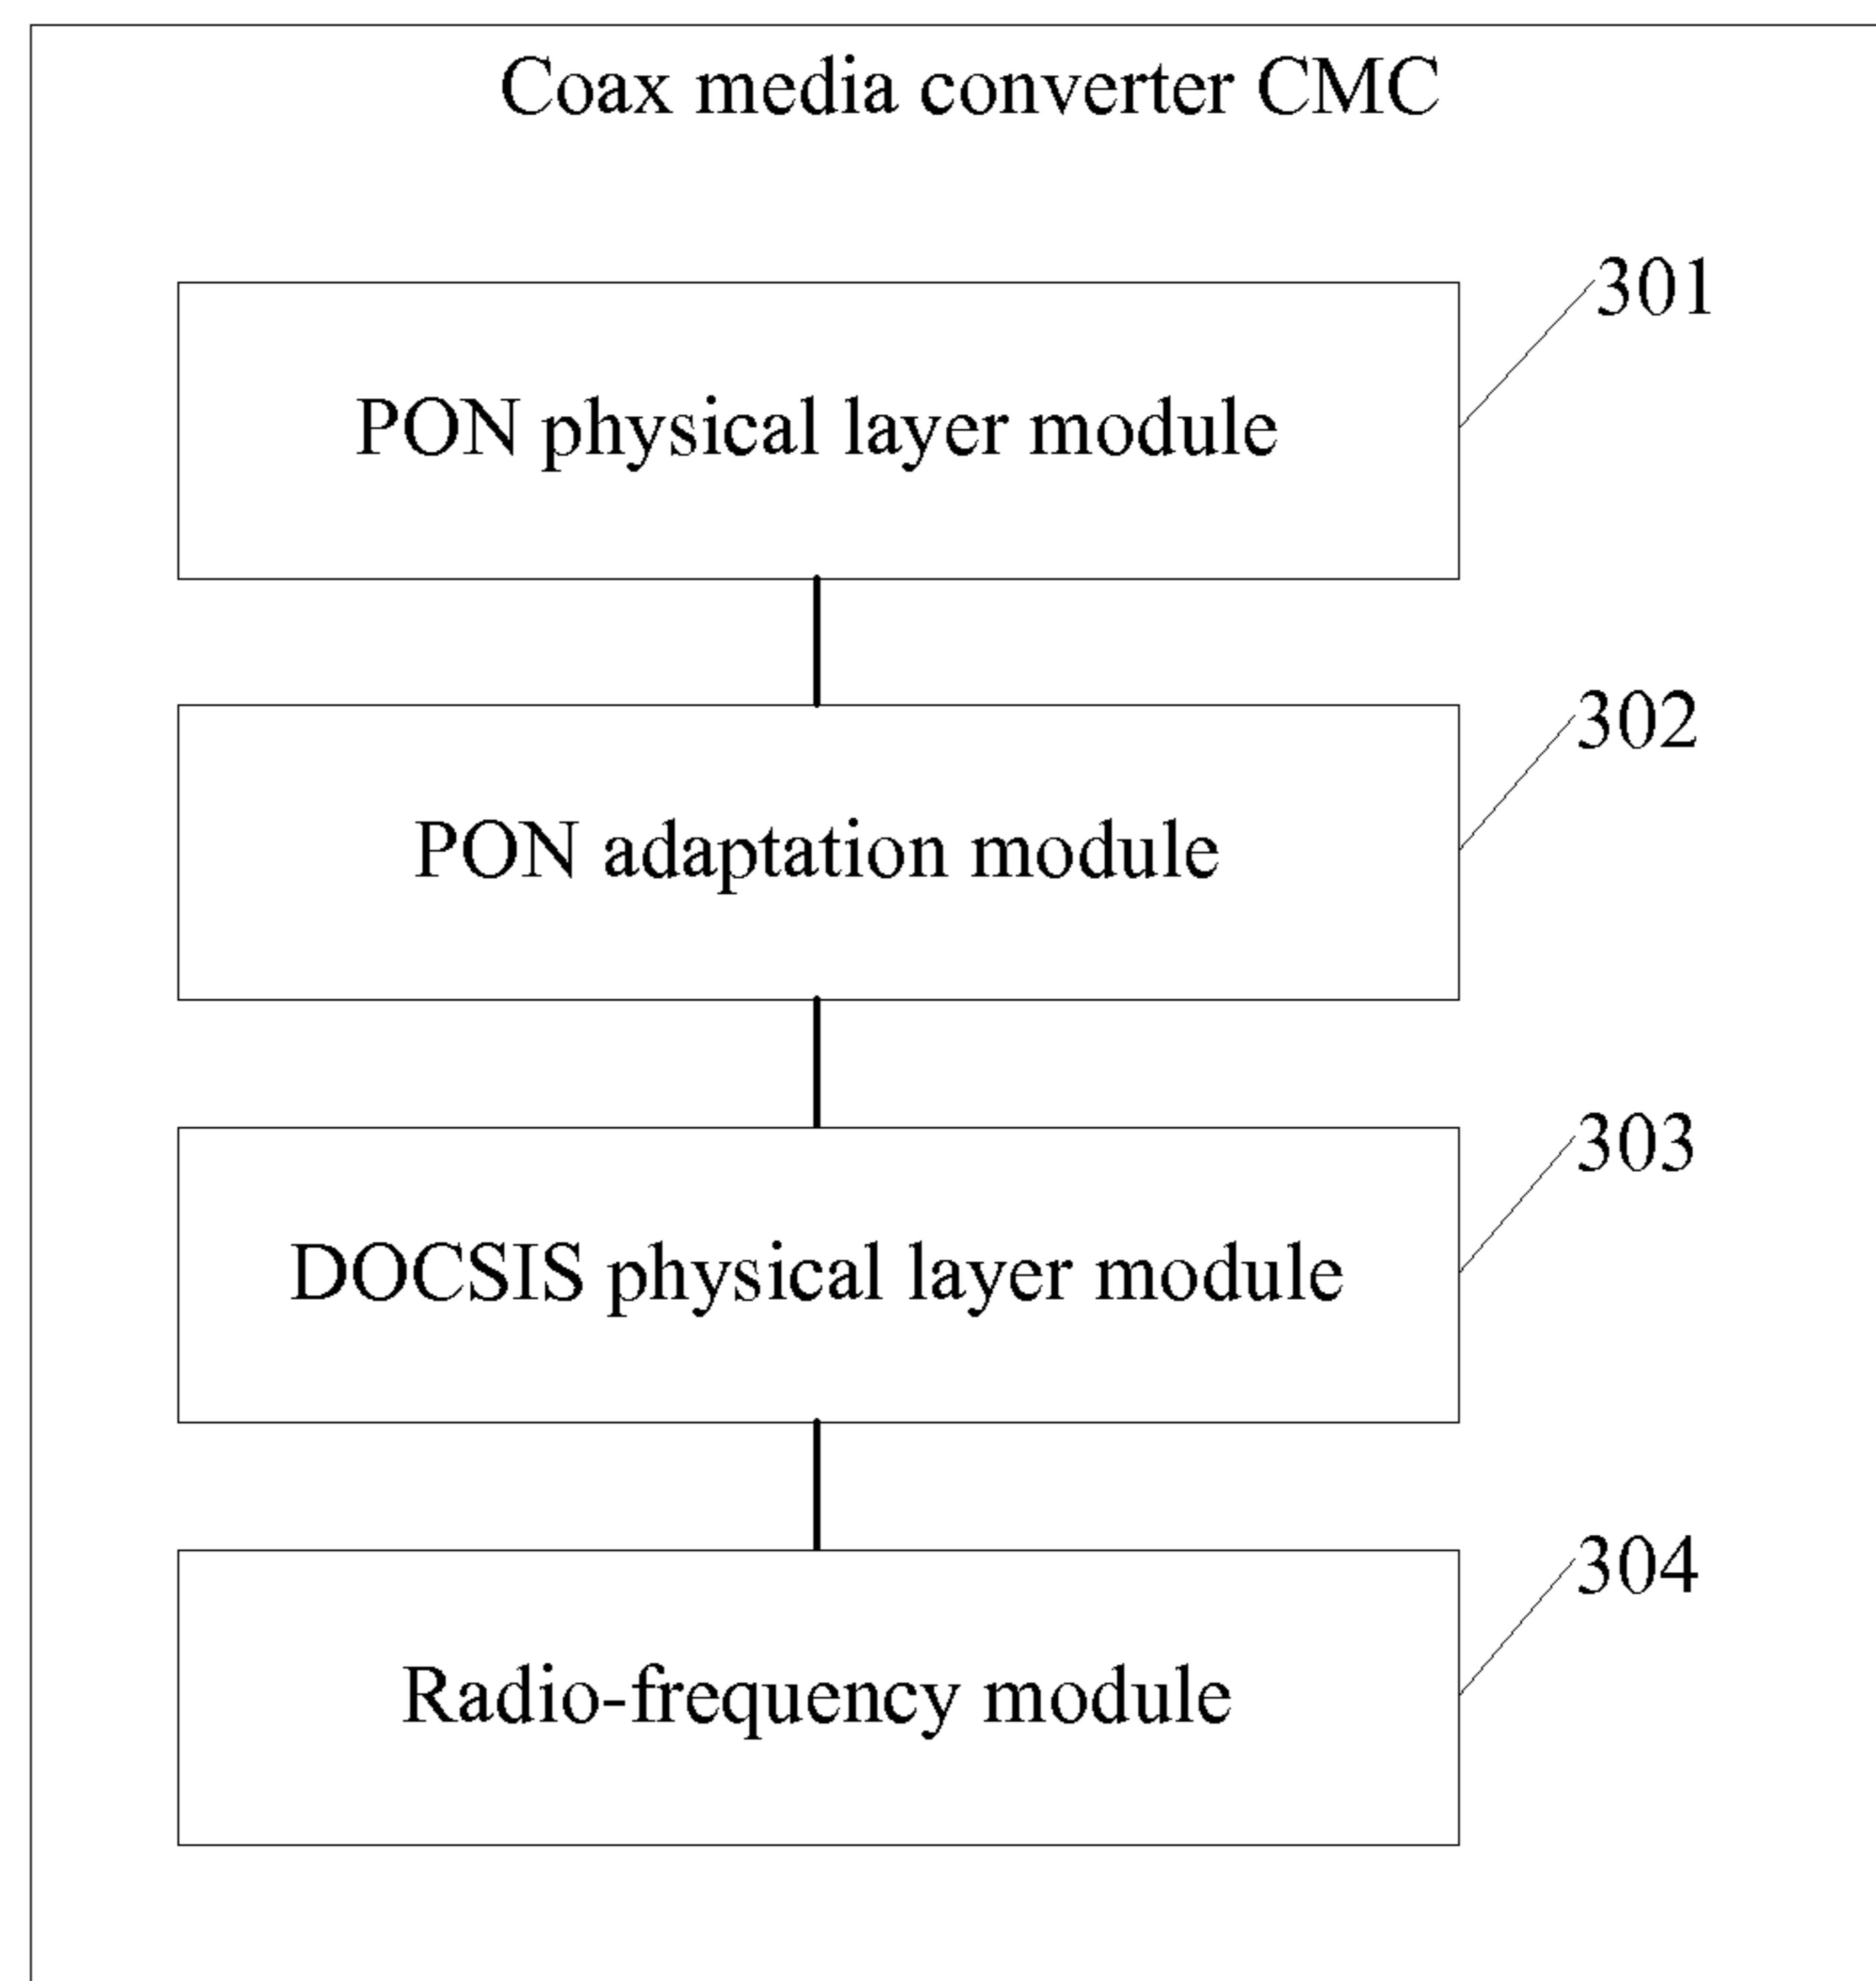 Coax media converter CMC
301
PON physical layer module
302
PON adaptation module
303
DOCSIS physical layer module
304
Radio-frequency module